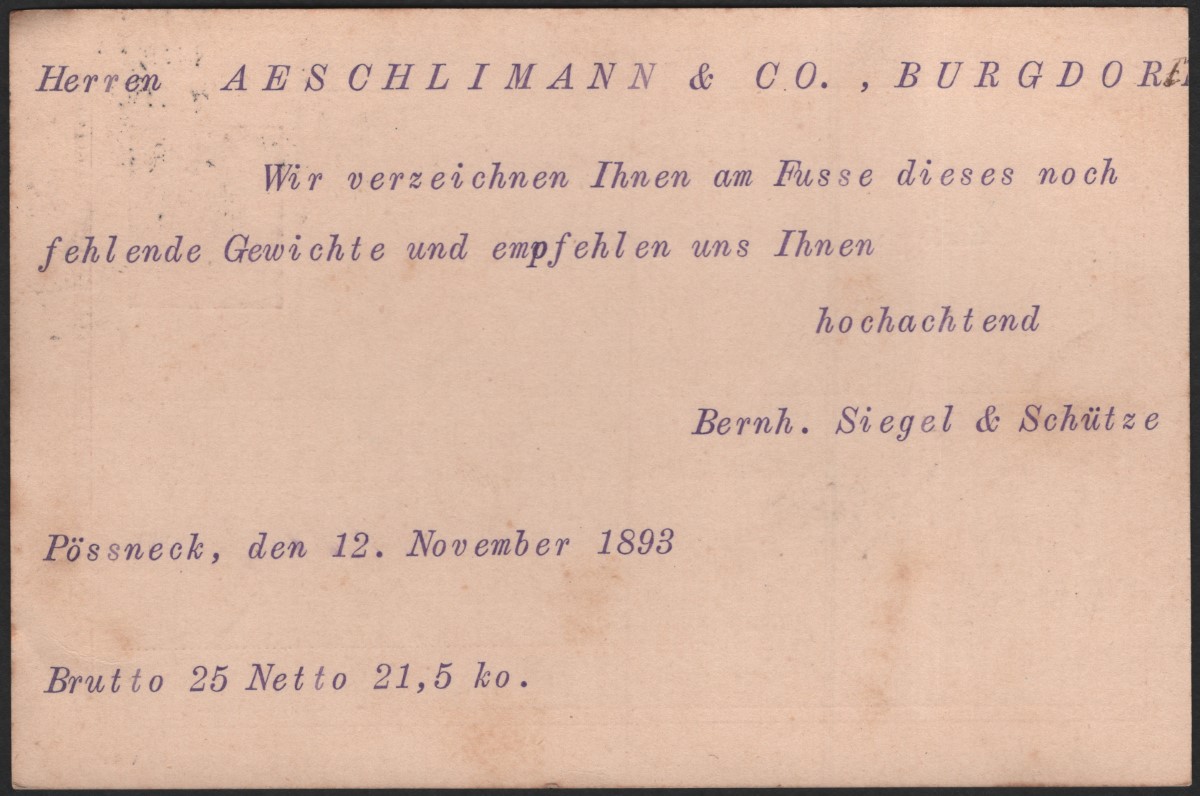 Herren AESCHLIMANN & CO., BURGDORF
Wir verzeichnen Ihnen am Fusse dieses noch
fehlende Gewichte und empfehlen uns Ihnen
hochachtend
Bernh. Siegel & Schütze
Pössneck, den 12. November 1893
Brutto 25 Netto 21,5 ko.